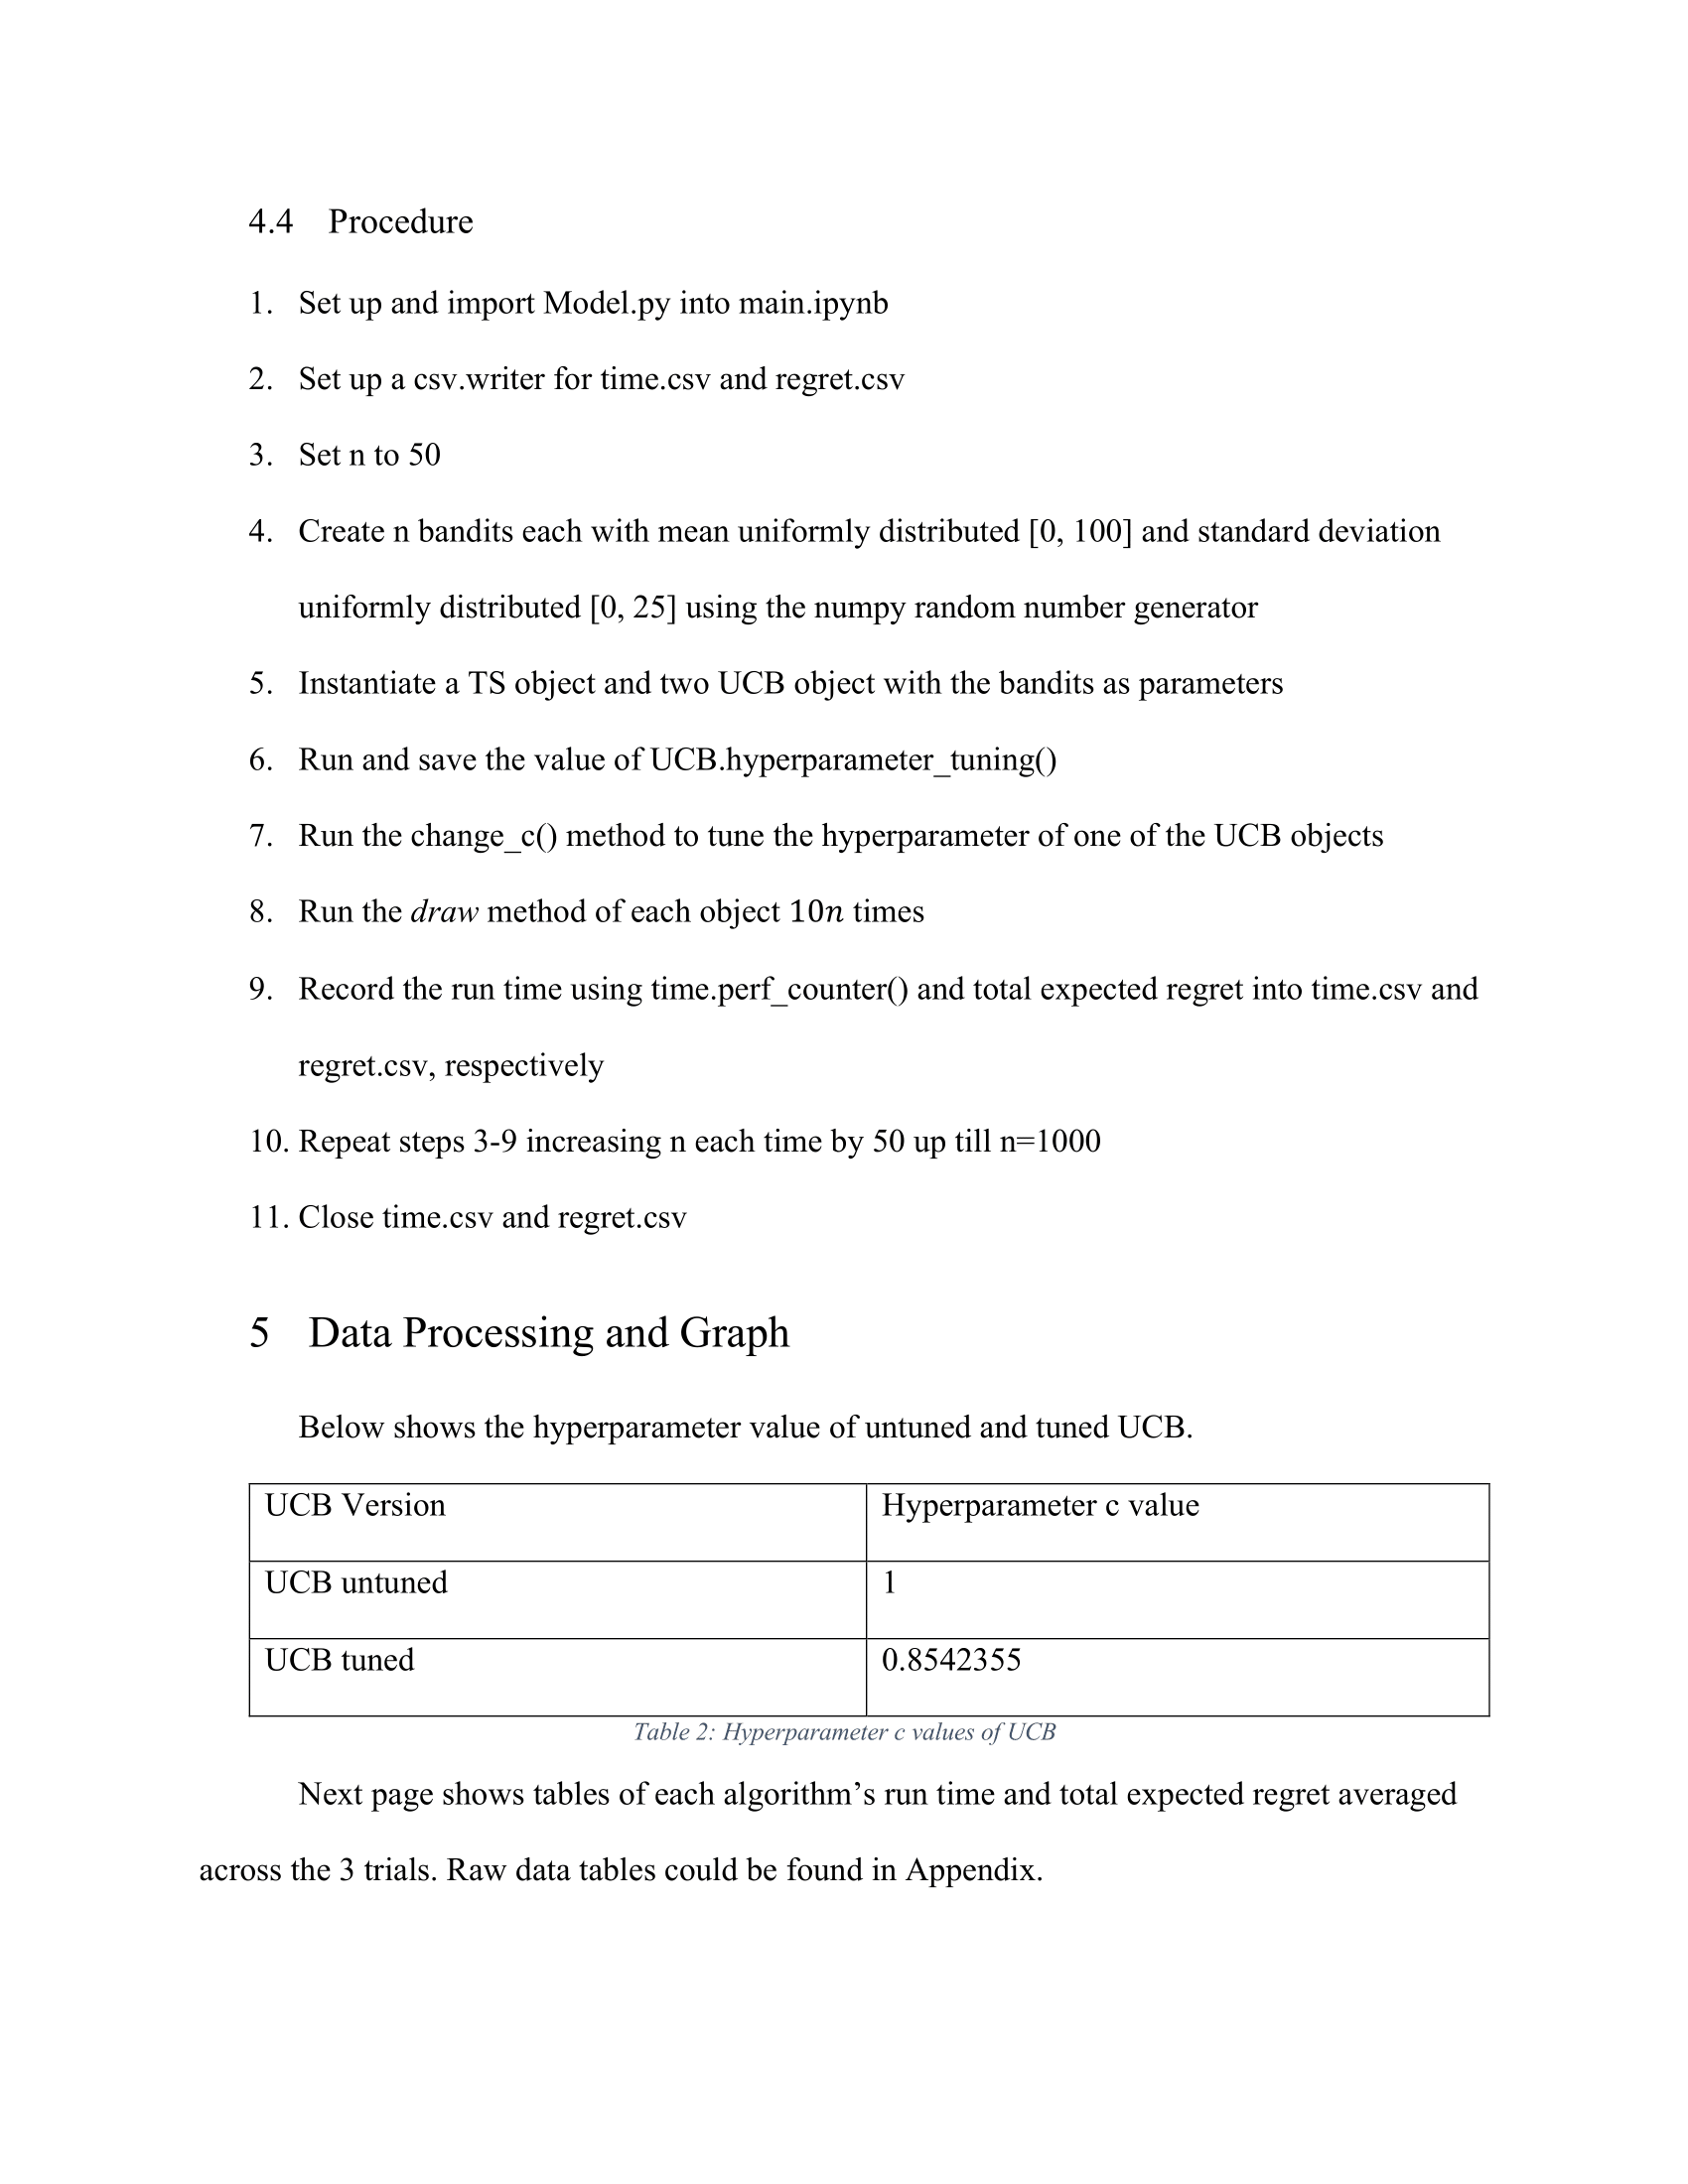 4.4 Procedure
1. Set up and import Model.py into main.ipynb
2. Set up a csv.writer for time.csv and regret.csv
3. Set n to 50
4. Create n bandits each with mean uniformly distributed [0, 100] and standard deviation
uniformly distributed [0, 25] using the numpy random number generator
5. Instantiate a TS object and two UCB object with the bandits as parameters
6. Run and save the value of UCB.hyperparameter_tuning()
7. Run the change_c() method to tune the hyperparameter of one of the UCB objects
8. Run the draw method of each object 10𝑛 times
9. Record the run time using time.perf_counter() and total expected regret into time.csv and
regret.csv, respectively
10. Repeat steps 3-9 increasing n each time by 50 up till n=1000
11. Close time.csv and regret.csv
5 Data Processing and Graph
Below shows the hyperparameter value of untuned and tuned UCB.
UCB Version Hyperparameter c value
UCB untuned 1
UCB tuned 0.8542355
Table 2: Hyperparameter c values of UCB
Next page shows tables of each algorithm’s run time and total expected regret averaged
across the 3 trials. Raw data tables could be found in Appendix.